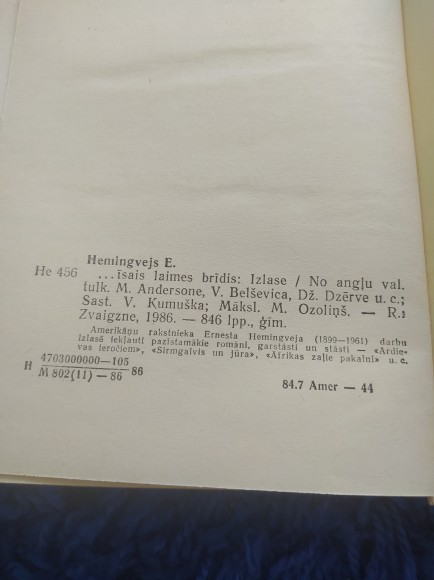 Hemingvejs E.
He 456 ...īsais laimes brīdis: Izlase / No angļu val.
tulk. M. Andersone, V. Belševica, Dž. Dzērve u. c.;
Sast. V. Kumuška; Māksl. M. Ozoliņš. — R.:
Zvaigzne, 1986. — 846 lpp., ģīm.
Amerikāņu rakstnieka Ernesta Hemingveja (1899—1961) darbu
izlasē iekļauti pazīstamākie romāni, garstāsti un stāsti — «Ardie-
vas ieročiem», «Sirmgalvis un jūra», «Āfrikas zaļie pakalni» u. c.
H 4703000000—105
M 802(11)—86 86
84.7 Amer — 44